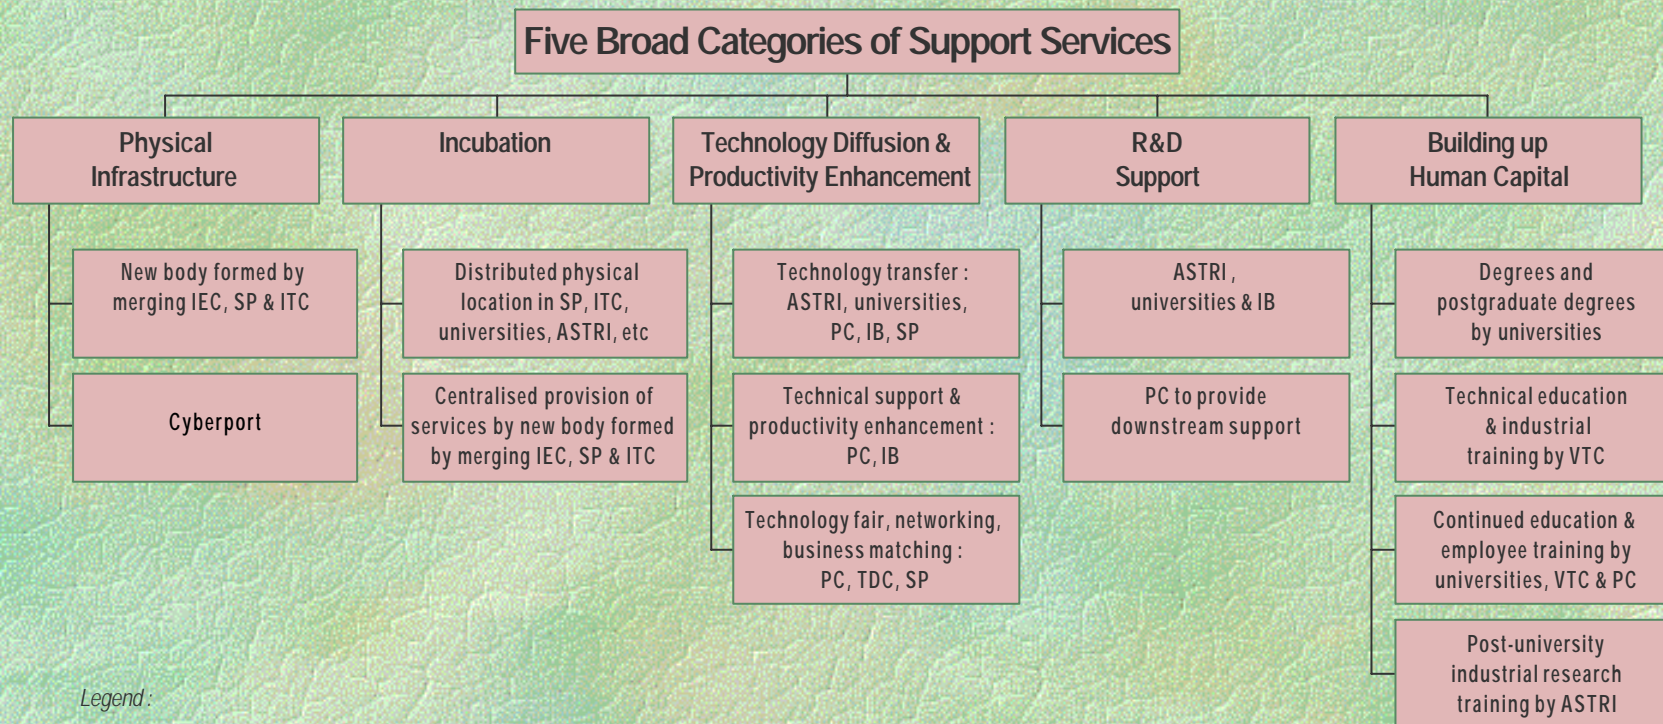 Five Broad Categories of Support Services
Physical
Infrastructure
New body formed by
merging IEC, SP & ITC
Cyberport
Incubation
Distributed physical
location in SP, ITC,
universities, ASTRI, etc
Centralised provision of
services by new body formed
by merging IEC, SP & ITC
Technology Diffusion &
Productivity Enhancement
Technology transfer :
ASTRI, universities,
PC, IB, SP
Technical support &
productivity enhancement :
PC, IB
Technology fair, networking,
business matching :
PC, TDC, SP
R&D
Support
ASTRI ,
universities & IB
PC to provide
downstream support
Building up
Human Capital
Degrees and
postgraduate degrees
by universities
Technical education
& industrial
training by VTC
Continued education &
employee training by
universities, VTC & PC
Post-university
industrial research
training by ASTRI
Legend :